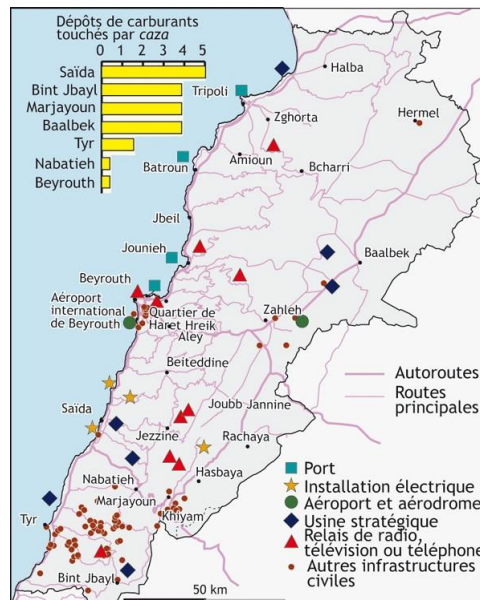 Dépôts de carburants
touchés par caza
0 1 2 3 4 5
Saïda
Bint Jbayl
Marjayoun
Baalbek
Tyr
Nabatieh
Beyrouth
Halba
Tripoli
Zghorta
Hermel
Amioun
Batroun
Bcharri
Jbeil
Jounieh
Baalbek
Beyrouth
Aéroport
international
de Beyrouth
Quartier de
Haret Hreik
Zahleh
Aley
Beiteddine
Autoroutes
Routes
principales
Saïda
Joubb Jannine
Jezzine
Rachaya
Hasbaya
Nabatieh
Marjayoun
Khiyam
Tyr
Bint Jbayl
Port
Installation électrique
Aéroport et aérodrome
Usine stratégique
Relais de radio,
télévision ou téléphone
Autres infrastructures
civiles
50 km